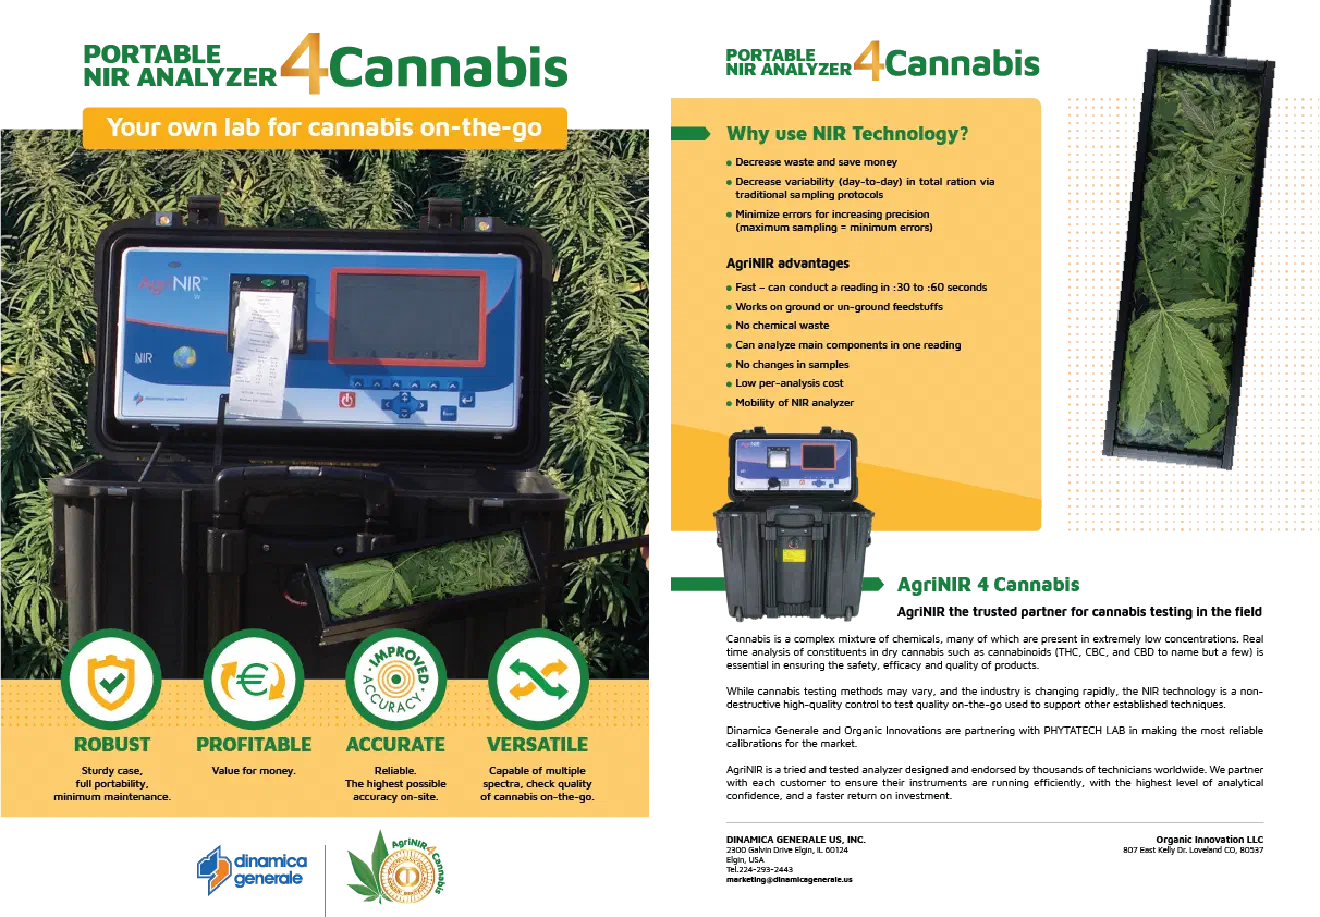 PORTABLE
NIR ANALYZER
4Cannabis
Your own lab for cannabis on-the-go
AgriNIR
NIR
dinamica generale
IMPROVED
ACCURACY
ROBUST
Sturdy case,
full portability,
minimum maintenance.
PROFITABLE
Value for money.
ACCURATE
Reliable.
The highest possible
accuracy on-site.
VERSATILE
Capable of multiple
spectra, check quality
of cannabis on-the-go.
dinamica
generale
AgriNIR4Cannabis
PORTABLE
NIR ANALYZER
4Cannabis
Why use NIR Technology?
• Decrease waste and save money
• Decrease variability (day-to-day) in total ration via
traditional sampling protocols
• Minimize errors for increasing precision
(maximum sampling = minimum errors)
AgriNIR advantages
• Fast – can conduct a reading in :30 to :60 seconds
• Works on ground or un-ground feedstuffs
• No chemical waste
• Can analyze main components in one reading
• No changes in samples
• Low per-analysis cost
• Mobility of NIR analyzer
AgriNIR
AgriNIR 4 Cannabis
AgriNIR the trusted partner for cannabis testing in the field
Cannabis is a complex mixture of chemicals, many of which are present in extremely low concentrations. Real
time analysis of constituents in dry cannabis such as cannabinoids (THC, CBC, and CBD to name but a few) is
essential in ensuring the safety, efficacy and quality of products.
While cannabis testing methods may vary, and the industry is changing rapidly, the NIR technology is a non-
destructive high-quality control to test quality on-the-go used to support other established techniques.
Dinamica Generale and Organic Innovations are partnering with PHYTATECH LAB in making the most reliable
calibrations for the market.
AgriNIR is a tried and tested analyzer designed and endorsed by thousands of technicians worldwide. We partner
with each customer to ensure their instruments are running efficiently, with the highest level of analytical
confidence, and a faster return on investment.
DINAMICA GENERALE US, INC.
2300 Galvin Drive Elgin, IL 60124
Elgin, USA
Tel. 224-293-2443
marketing@dinamicagenerale.us
Organic Innovation LLC
807 East Kelly Dr. Loveland CO, 80537